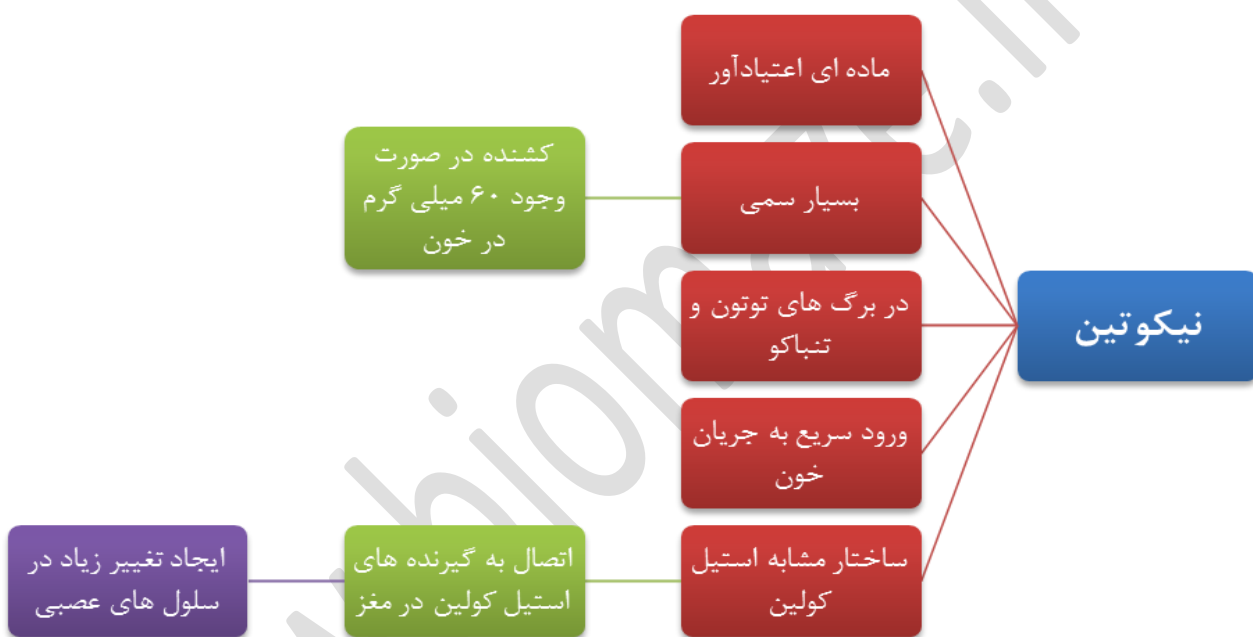 نیکوتین
ماده ای اعتیادآور
بسیار سمی
کشنده در صورت
وجود ۶۰ میلی گرم
در خون
در برگ های توتون و
تنباکو
ورود سریع به جریان
خون
ساختار مشابه استیل
کولین
اتصال به گیرنده های
استیل کولین در مغز
ایجاد تغییر زیاد در
سلول های عصبی